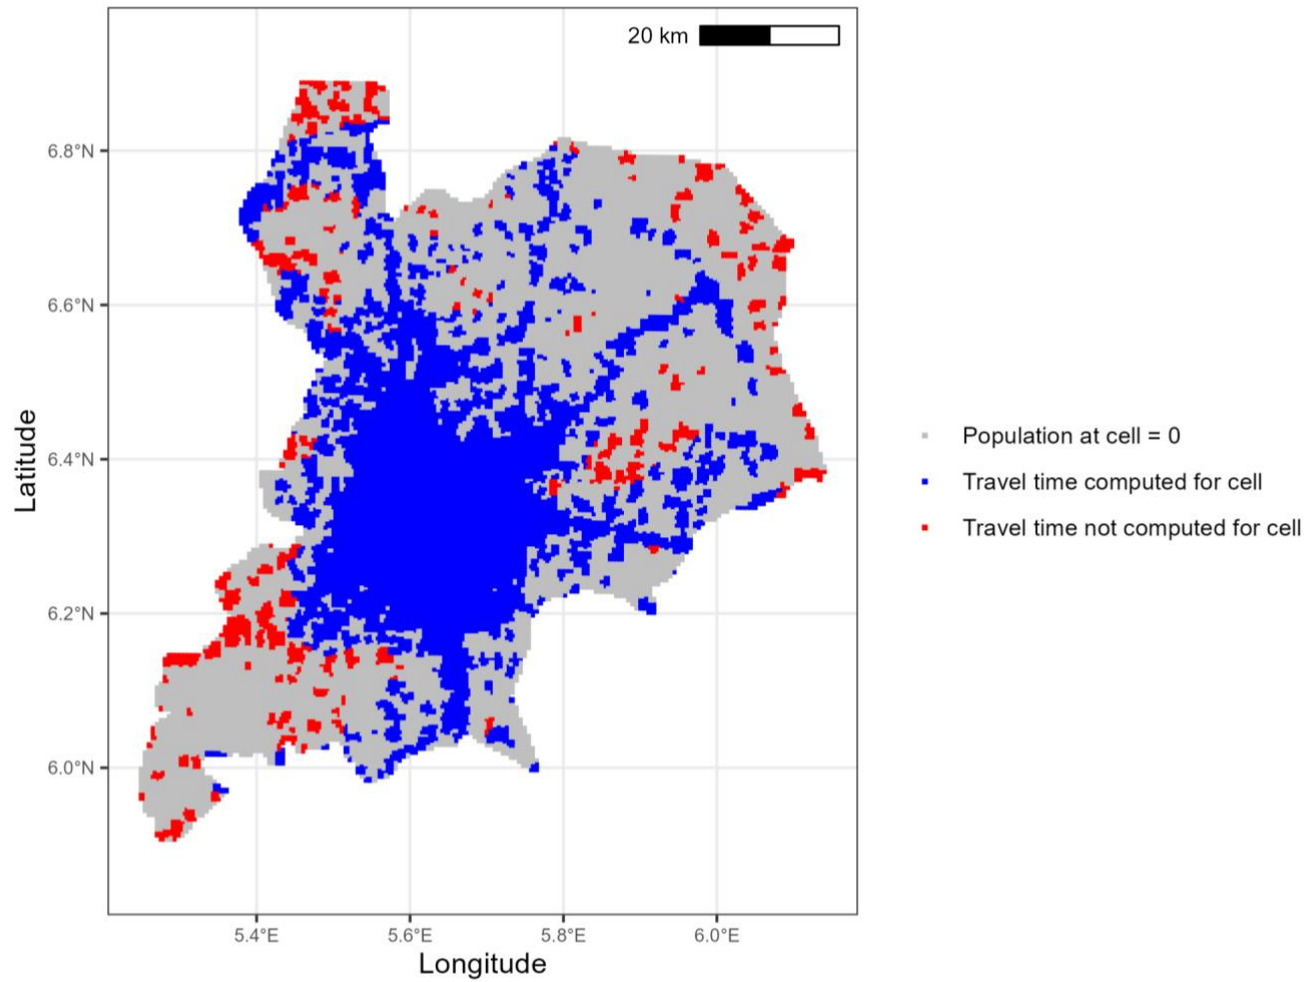 20 km
6.8°N
6.6°N
6.4°N
6.2°N
6.0°N
Latitude
5.4°E 5.6°E 5.8°E 6.0°E
Longitude
Population at cell = 0
Travel time computed for cell
Travel time not computed for cell